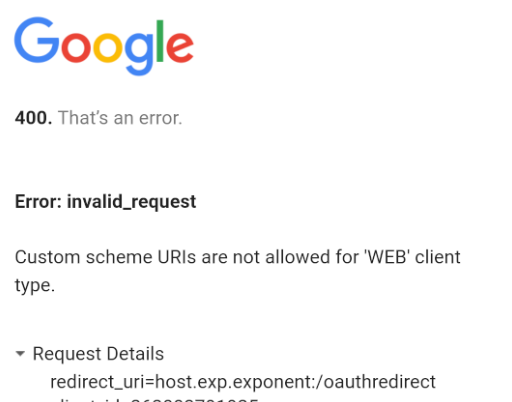 Google
400. That's an error.
Error: invalid_request
Custom scheme URIs are not allowed for 'WEB' client
type.
Request Details
redirect_uri=host.exp.exponent:/oauthredirect